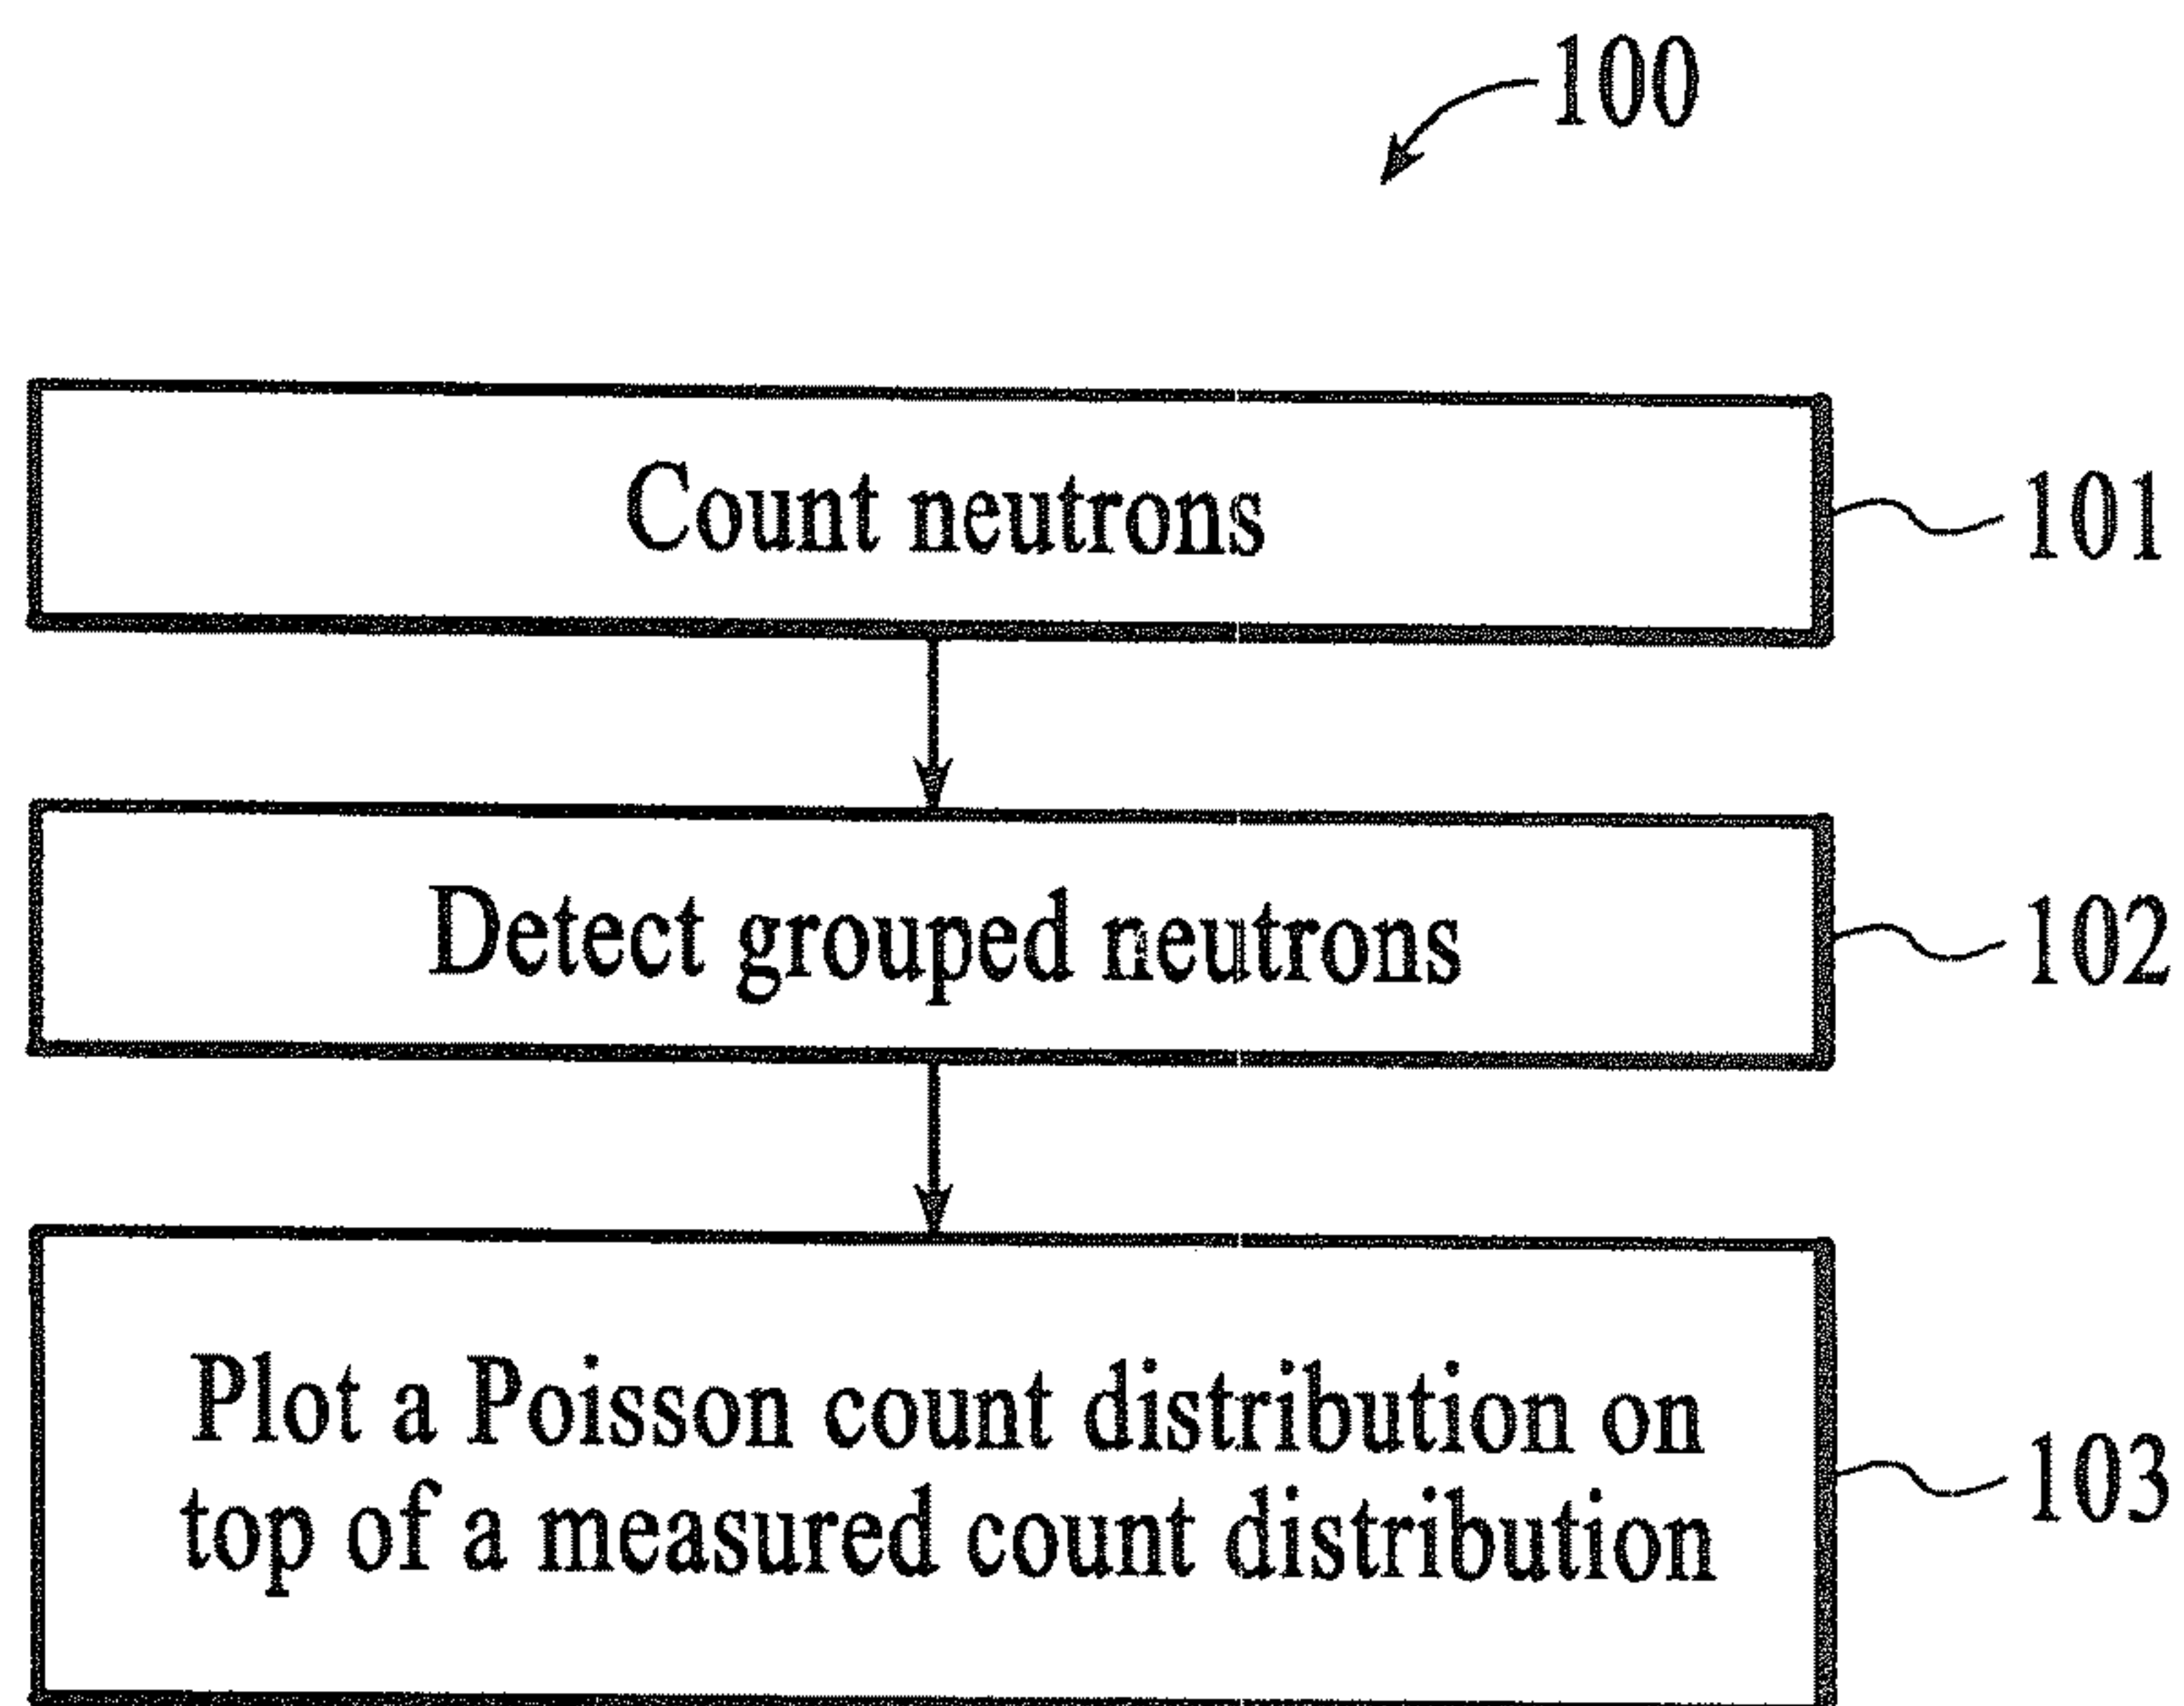 100
Count neutrons
101
Detect grouped neutrons
102
Plot a Poisson count distribution on
top of a measured count distribution
103